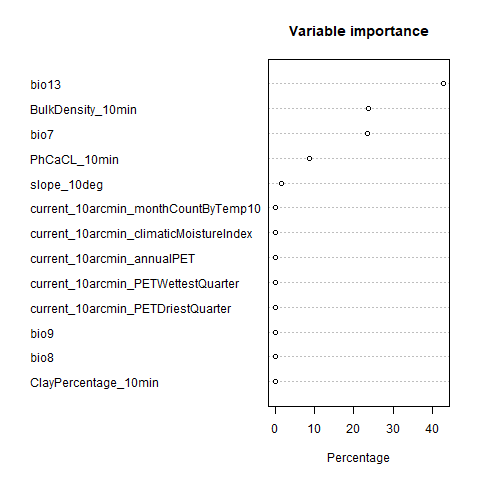 Variable importance
bio13
BulkDensity_10min
bio7
PhCaCL_10min
slope_10deg
current_10arcmin_monthCountByTemp10
current_10arcmin_climaticMoistureIndex
current_10arcmin_annualPET
current_10arcmin_PETWettestQuarter
current_10arcmin_PETDriestQuarter
bio9
bio8
ClayPercentage_10min
0 10 20 30 40
Percentage